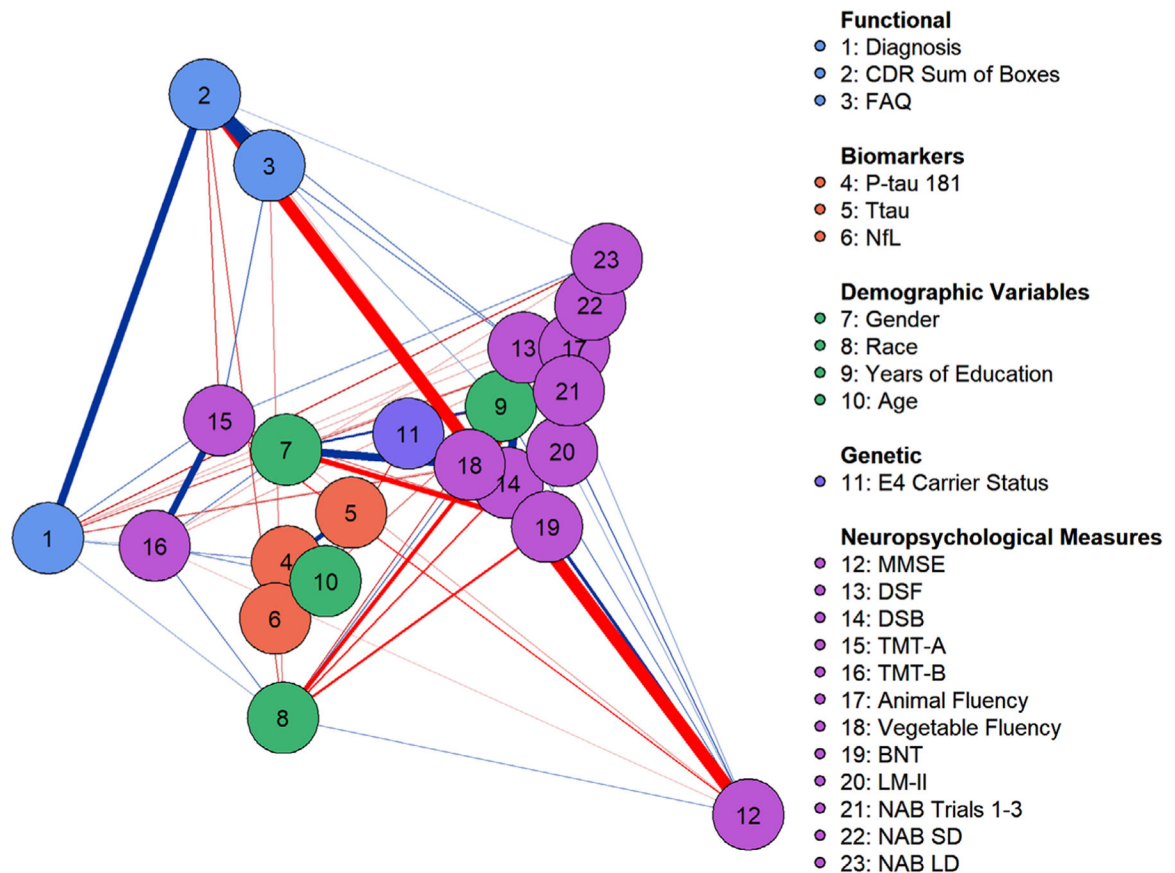 2
3
23
22
13
17
21
9
15
7
11
20
18
14
5
19
1
16
4
10
6
8
12
Functional
1: Diagnosis
2: CDR Sum of Boxes
3: FAQ
Biomarkers
4: P-tau 181
5: Ttau
6: NfL
Demographic Variables
7: Gender
8: Race
9: Years of Education
10: Age
Genetic
11: E4 Carrier Status
Neuropsychological Measures
12: MMSE
13: DSF
14: DSB
15: TMT-A
16: TMT-B
17: Animal Fluency
18: Vegetable Fluency
19: BNT
20: LM-II
21: NAB Trials 1-3
22: NAB SD
23: NAB LD